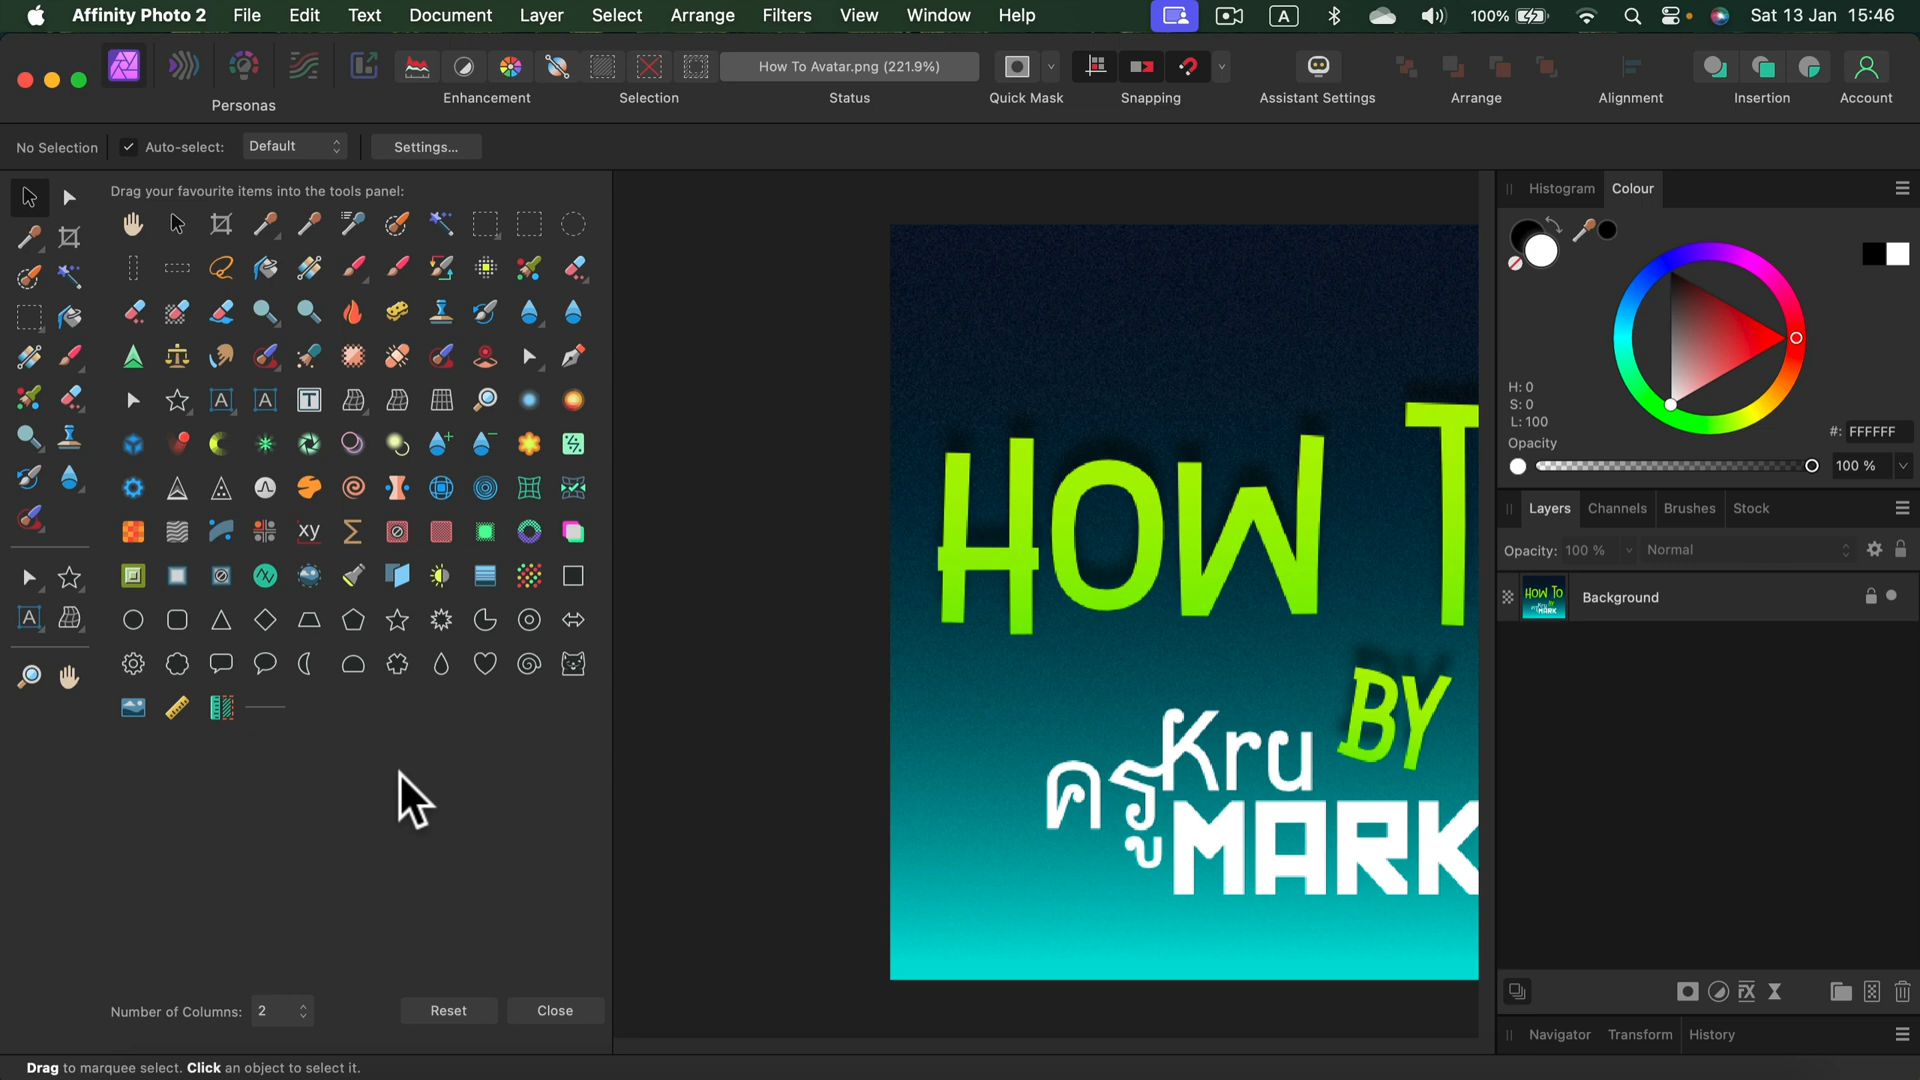 Affinity Photo 2 File Edit Text Document Layer Select Arrange Filters View Window Help A 100% Sat 13 Jan 15:46
How To Avatar.png (221.9%)
Personas Enhancement Selection Status Quick Mask Snapping Assistant Settings Arrange Alignment Insertion Account
No Selection Auto-select: Default Settings...
Drag your favourite items into the tools panel:
Histogram Colour
H: 0
S: 0
L: 100
#: FFFFFF
Opacity
100 %
Layers Channels Brushes Stock
Opacity: 100 % Normal
Background
HOW T
BY
ครู Kru
MARK
A A T
xy
A
Number of Columns: 2 Reset Close
FX
Navigator Transform History
Drag to marquee select. Click an object to select it.